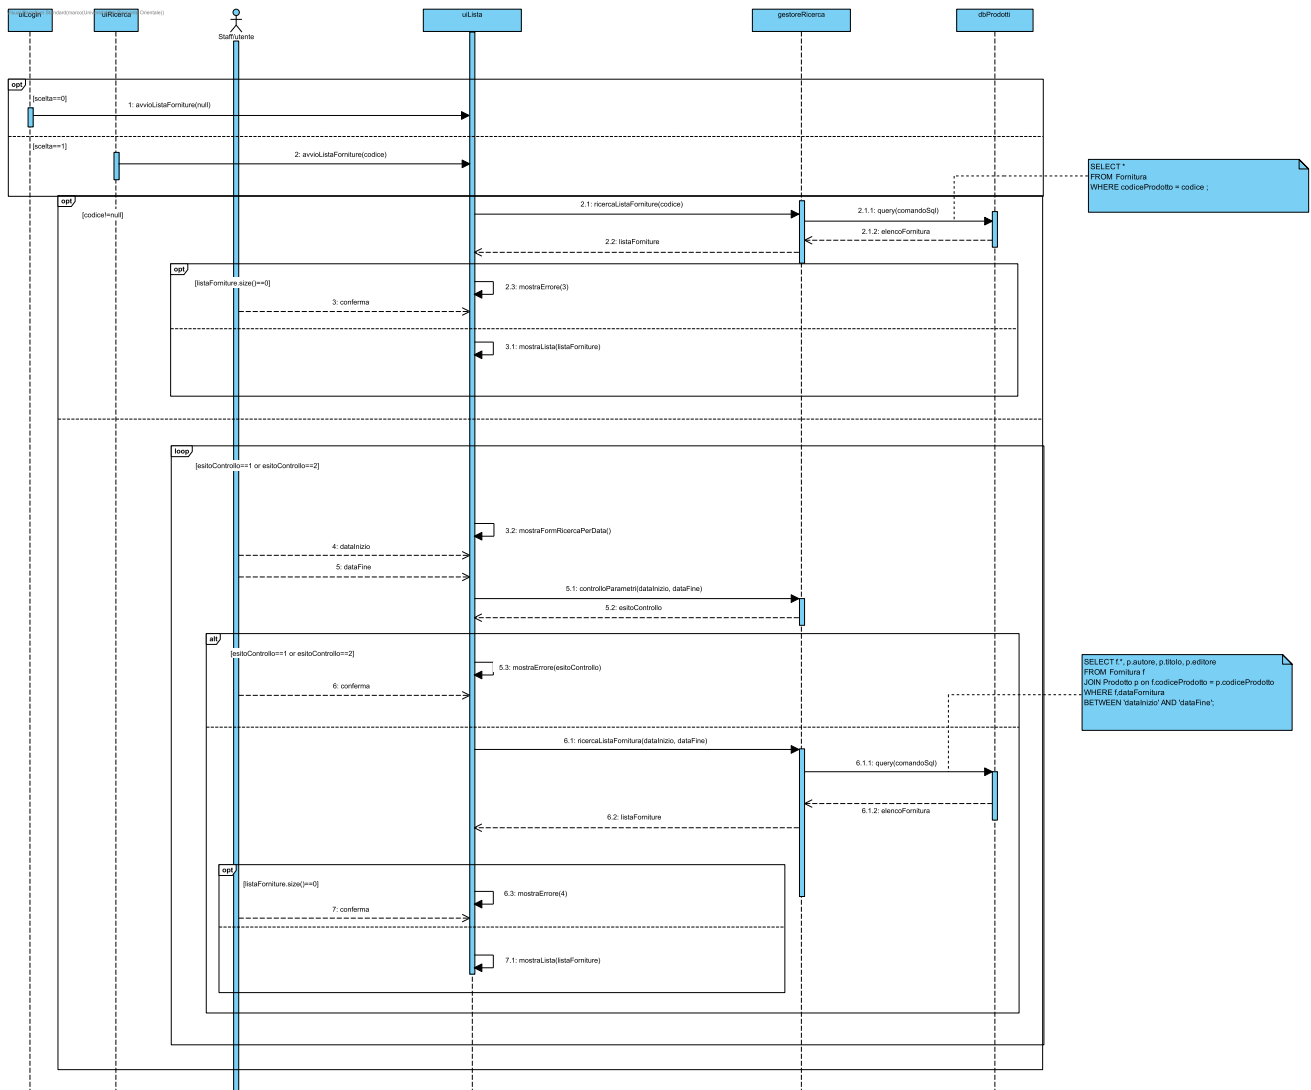 uiLogin
uiRicerca
Staff/utente
uiLista
gestoreRicerca
dbProdotti
opt
[scelta==0]
1: avvioListaForniture(null)
[scelta==1]
2: avvioListaForniture(codice)
SELECT *
FROM Fornitura
WHERE codiceProdotto = codice ;
opt
[codice!=null]
2.1: ricercaListaForniture(codice)
2.1.1: query(comandoSql)
2.1.2: elencoFornitura
2.2: listaForniture
opt
[listaForniture.size()==0]
2.3: mostraErrore(3)
3: conferma
3.1: mostraLista(listaForniture)
loop
[esitoControllo==1 or esitoControllo==2]
3.2: mostraFormRicercaPerData()
4: dataInizio
5: dataFine
5.1: controlloParametri(dataInizio, dataFine)
5.2: esitoControllo
alt
[esitoControllo==1 or esitoControllo==2]
5.3: mostraErrore(esitoControllo)
6: conferma
SELECT f.*, p.autore, p.titolo, p.editore
FROM Fornitura f
JOIN Prodotto p on f.codiceProdotto = p.codiceProdotto
WHERE f.dataFornitura
BETWEEN 'dataInizio' AND 'dataFine';
6.1: ricercaListaFornitura(dataInizio, dataFine)
6.1.1: query(comandoSql)
6.1.2: elencoFornitura
6.2: listaForniture
opt
[listaForniture.size()==0]
6.3: mostraErrore(4)
7: conferma
7.1: mostraLista(listaForniture)